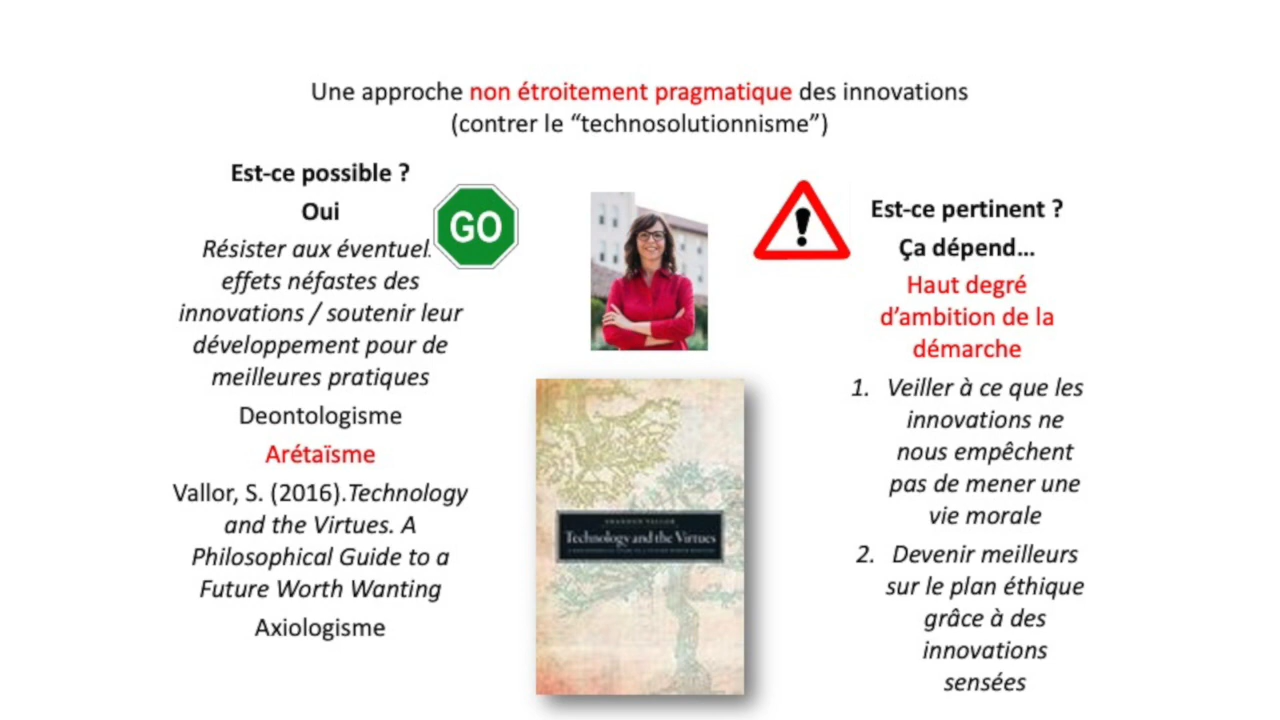 Une approche non étroitement pragmatique des innovations
(contrer le “technosolutionnisme”)
Est-ce possible ?
Oui
Résister aux éventuel
effets néfastes des
innovations / soutenir leur
développement pour de
meilleures pratiques
Deontologisme
Arétaïsme
Vallor, S. (2016).Technology
and the Virtues. A
Philosophical Guide to a
Future Worth Wanting
Axiologisme
GO
SHANNON VALLOR
Technology and the Virtues
Est-ce pertinent ?
Ça dépend…
Haut degré
d’ambition de la
démarche
1. Veiller à ce que les
innovations ne
nous empêchent
pas de mener une
vie morale
2. Devenir meilleurs
sur le plan éthique
grâce à des
innovations
sensées